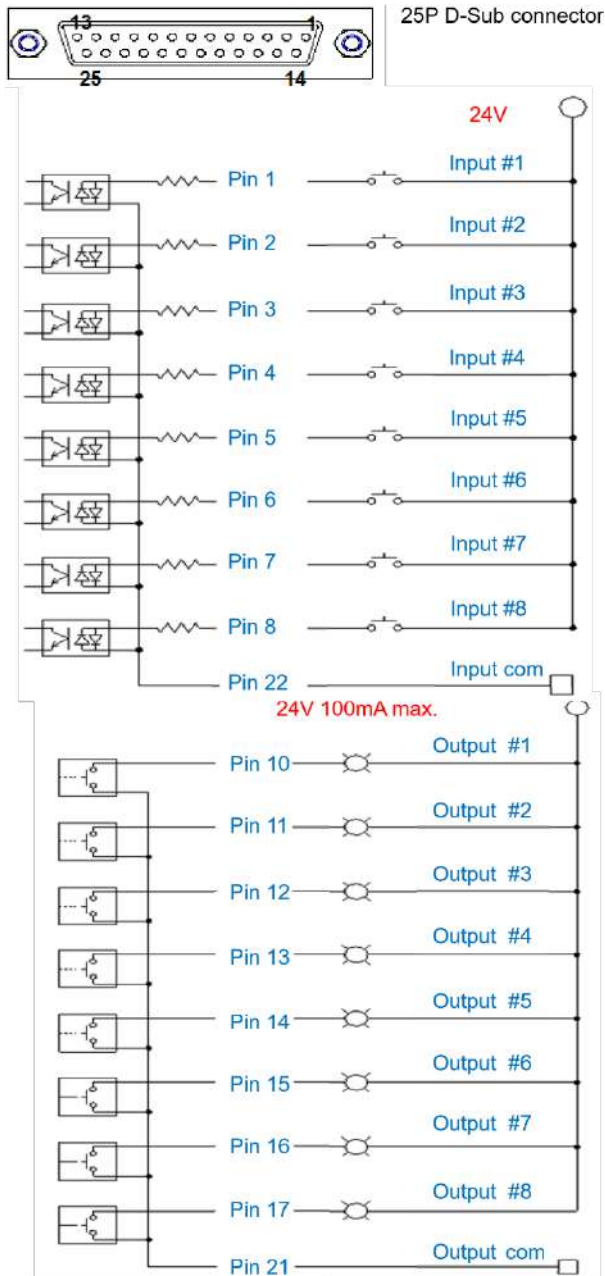 13 1 25P D-Sub connector
25 14
24V
Pin 1 Input #1
Pin 2 Input #2
Pin 3 Input #3
Pin 4 Input #4
Pin 5 Input #5
Pin 6 Input #6
Pin 7 Input #7
Pin 8 Input #8
Pin 22 Input com
24V 100mA max.
Pin 10 Output #1
Pin 11 Output #2
Pin 12 Output #3
Pin 13 Output #4
Pin 14 Output #5
Pin 15 Output #6
Pin 16 Output #7
Pin 17 Output #8
Pin 21 Output com